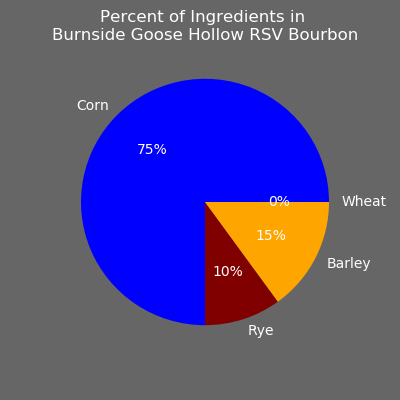 Percent of Ingredients in
Burnside Goose Hollow RSV Bourbon
Corn
75%
0%
Wheat
15%
Barley
10%
Rye